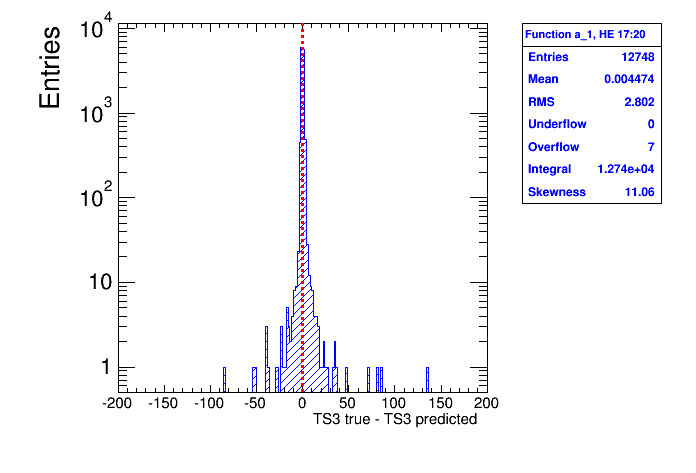 Entries
10^4
10^3
10^2
10
1
-200 -150 -100 -50 0 50 100 150 200
TS3 true - TS3 predicted
Function a_1, HE 17:20
Entries 12748
Mean 0.004474
RMS 2.802
Underflow 0
Overflow 7
Integral 1.274e+04
Skewness 11.06